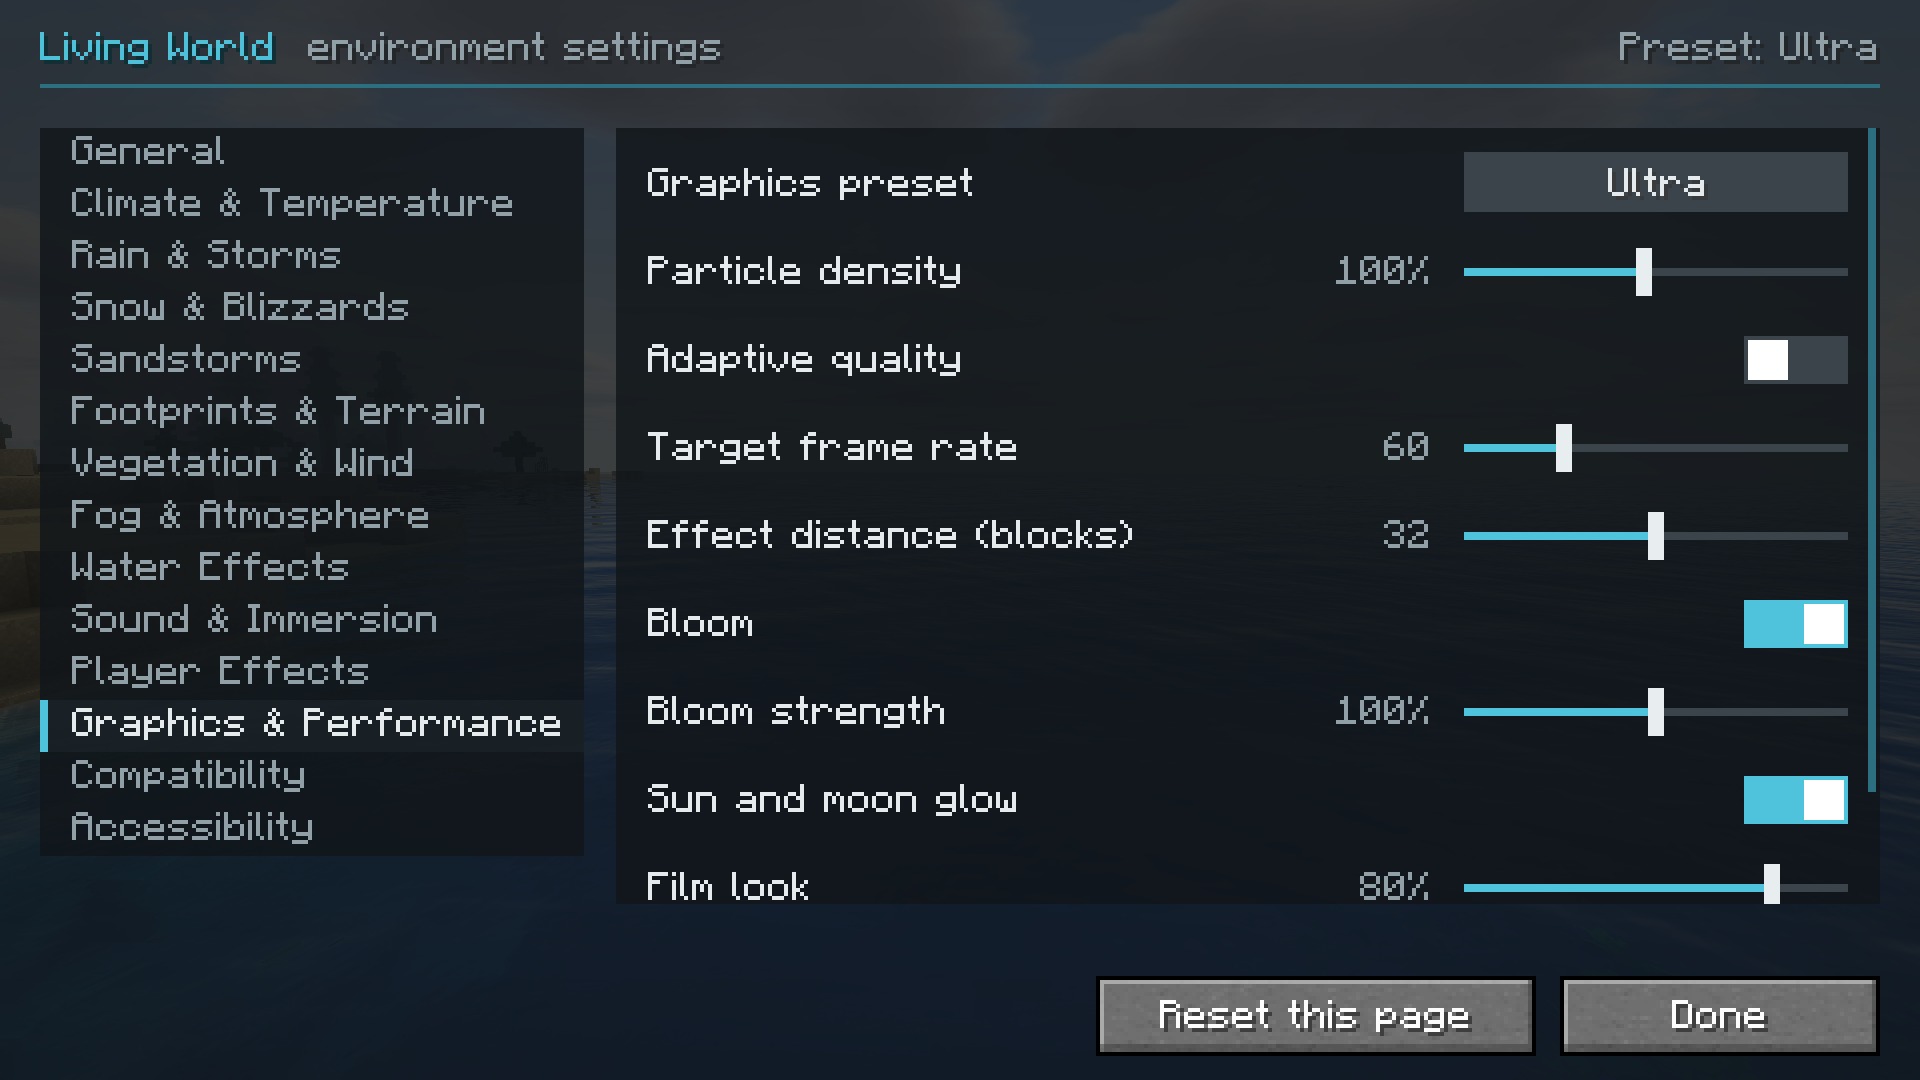 Living World environment settings
Preset: Ultra
General
Climate & Temperature
Rain & Storms
Snow & Blizzards
Sandstorms
Footprints & Terrain
Vegetation & Wind
Fog & Atmosphere
Water Effects
Sound & Immersion
Player Effects
Graphics & Performance
Compatibility
Accessibility
Graphics preset Ultra
Particle density 100%
Adaptive quality
Target frame rate 60
Effect distance (blocks) 32
Bloom
Bloom strength 100%
Sun and moon glow
Film look 80%
Reset this page
Done